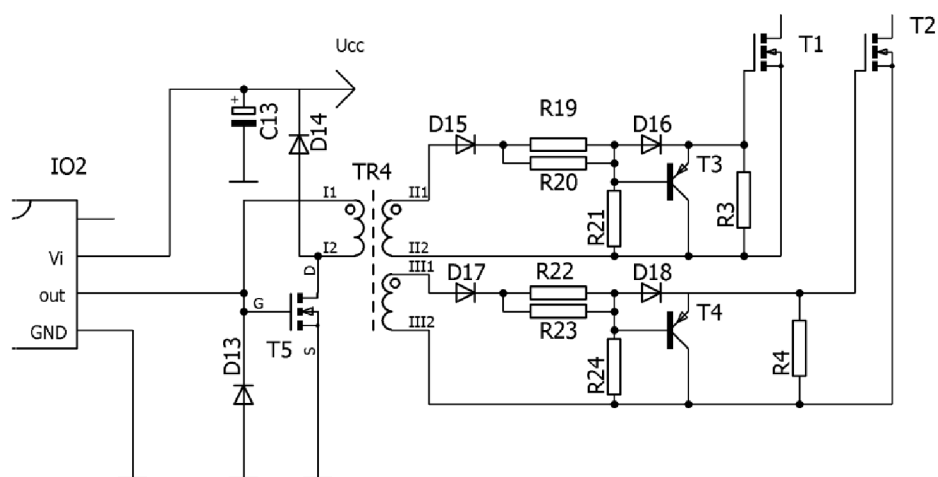 T1
T2
Ucc
+
C13
D14
D15
R19
D16
IO2
TR4
R20
T3
I1
II1
R21
R3
Vi
I2
II2
D
III1
D17
R22
D18
out
G
R23
T4
GND
T5
S
III2
D13
R24
R4